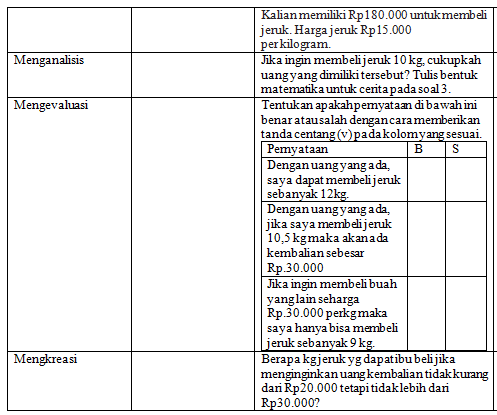 Kalian memiliki Rp180.000 untuk membeli
jeruk. Harga jeruk Rp15.000
perkilogram.
Menganalisis
Jika ingin membeli jeruk 10 kg, cukupkah
uang yang dimiliki tersebut? Tulis bentuk
matematika untuk cerita pada soal 3.
Mengevaluasi
Tentukan apakah pernyataan di bawah ini
benar atau salah dengan cara memberikan
tanda centang (v) pada kolom yang sesuai.
Pernyataan B S
Dengan uang yang ada,
saya dapat membeli jeruk
sebanyak 12kg.
Dengan uang yang ada,
jika saya membeli jeruk
10,5 kg maka akan ada
kembalian sebesar
Rp.30.000
Jika ingin membeli buah
yang lain seharga
Rp.30.000 perkg maka
saya hanya bisa membeli
jeruk sebanyak 9 kg.
Mengkreasi
Berapa kg jeruk yg dapat ibu beli jika
menginginkan uang kembalian tidak kurang
dari Rp20.000 tetapi tidak lebih dari
Rp30.000?